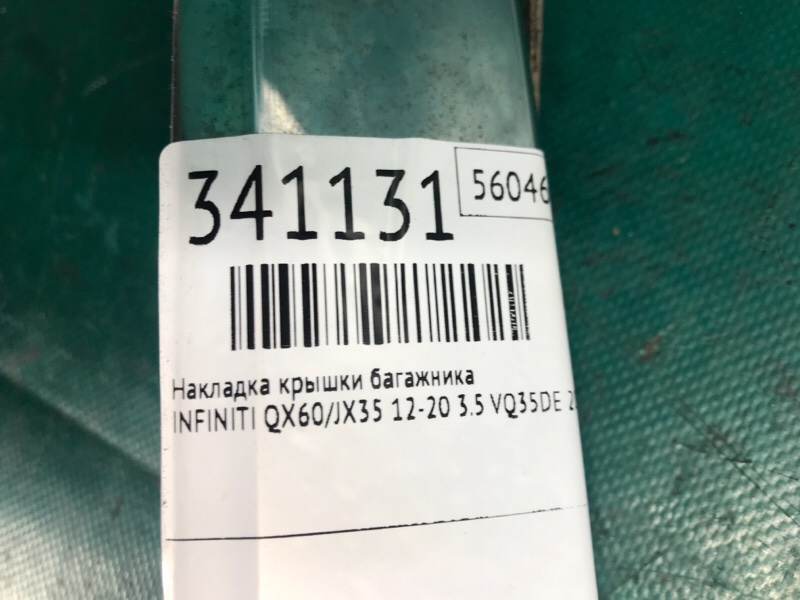 341131
56046
Накладка крышки багажника
INFINITI QX60/JX35 12-20 3.5 VQ35DE